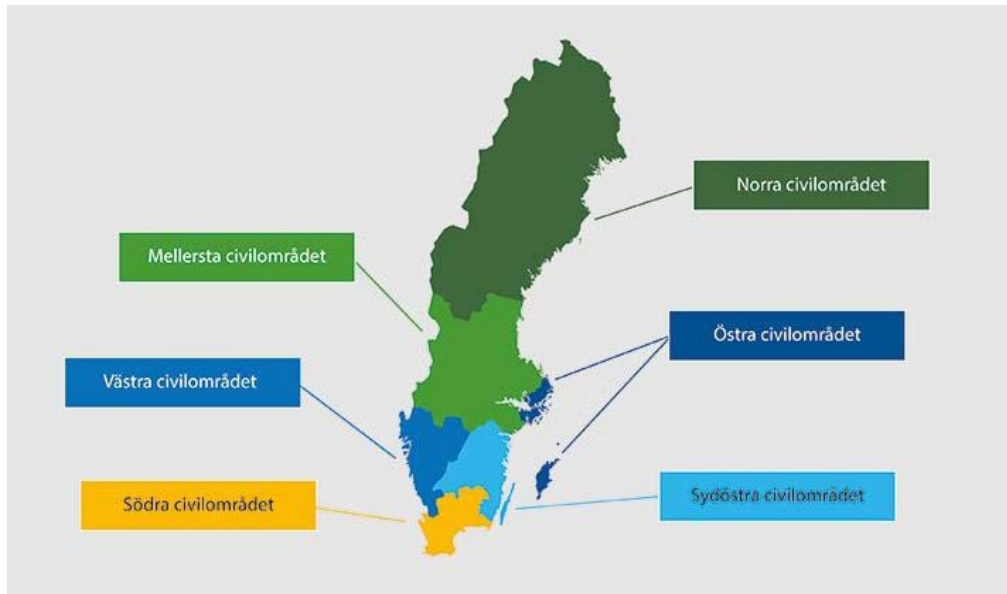 Norra civilområdet
Mellersta civilområdet
Östra civilområdet
Västra civilområdet
Södra civilområdet
Sydöstra civilområdet